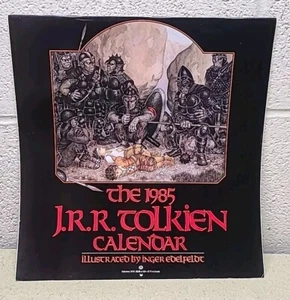 the 1985
J.R.R. TOLKIEN
CALENDAR
ILLUSTRATED BY INGER EDELFELDT